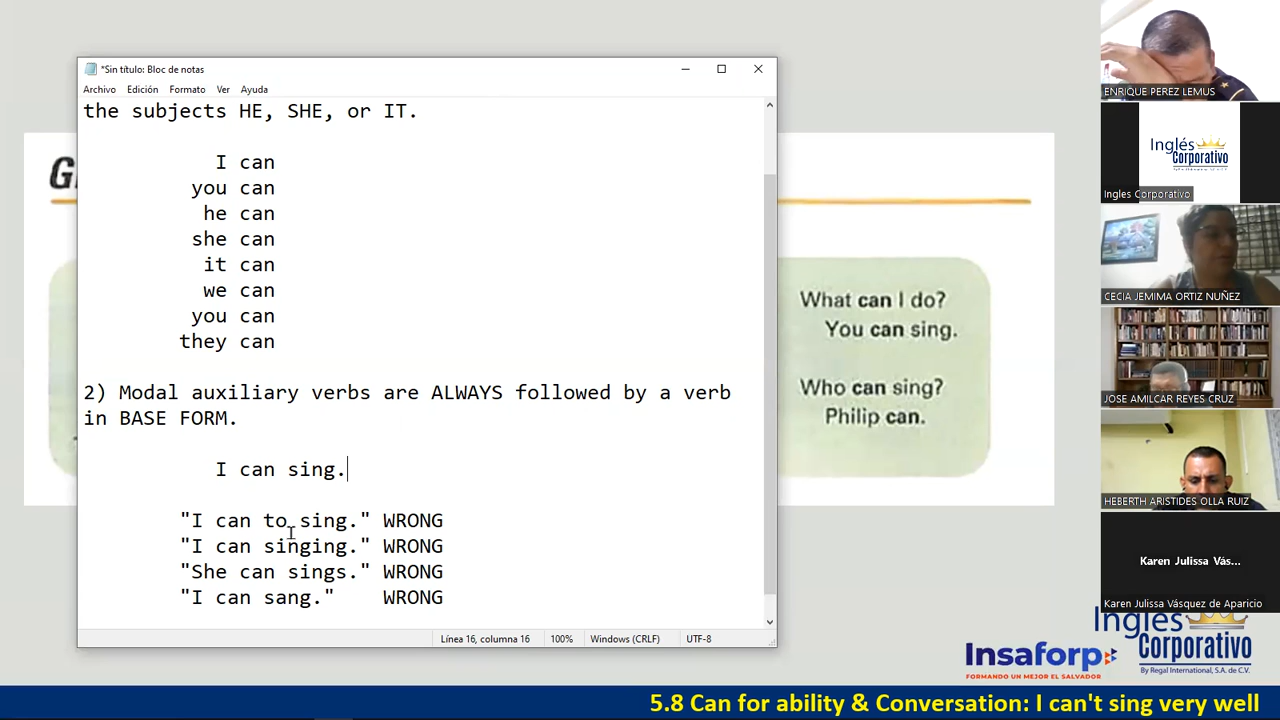 *Sin título: Bloc de notas
Archivo Edición Formato Ver Ayuda
the subjects HE, SHE, or IT.
I can
you can
he can
she can
it can
we can
you can
they can
2) Modal auxiliary verbs are ALWAYS followed by a verb
in BASE FORM.
I can sing.
"I can to sing." WRONG
"I can singing." WRONG
"She can sings." WRONG
"I can sang." WRONG
Línea 16, columna 16 100% Windows (CRLF) UTF-8
What can I do?
You can sing.
Who can sing?
Philip can.
ENRIQUE PEREZ LEMUS
Inglés
Corporativo
Ingles Corporativo
CECIA JEMIMA ORTIZ NUÑEZ
JOSE AMILCAR REYES CRUZ
HEBERTH ARISTIDES OLLA RUIZ
Karen Julissa Vás...
Karen Julissa Vásquez de Aparicio
Insaforp
FORMANDO UN MEJOR EL SALVADOR
Inglés
Corporativo
By Regal International, S.A. de C.V.
5.8 Can for ability & Conversation: I can't sing very well